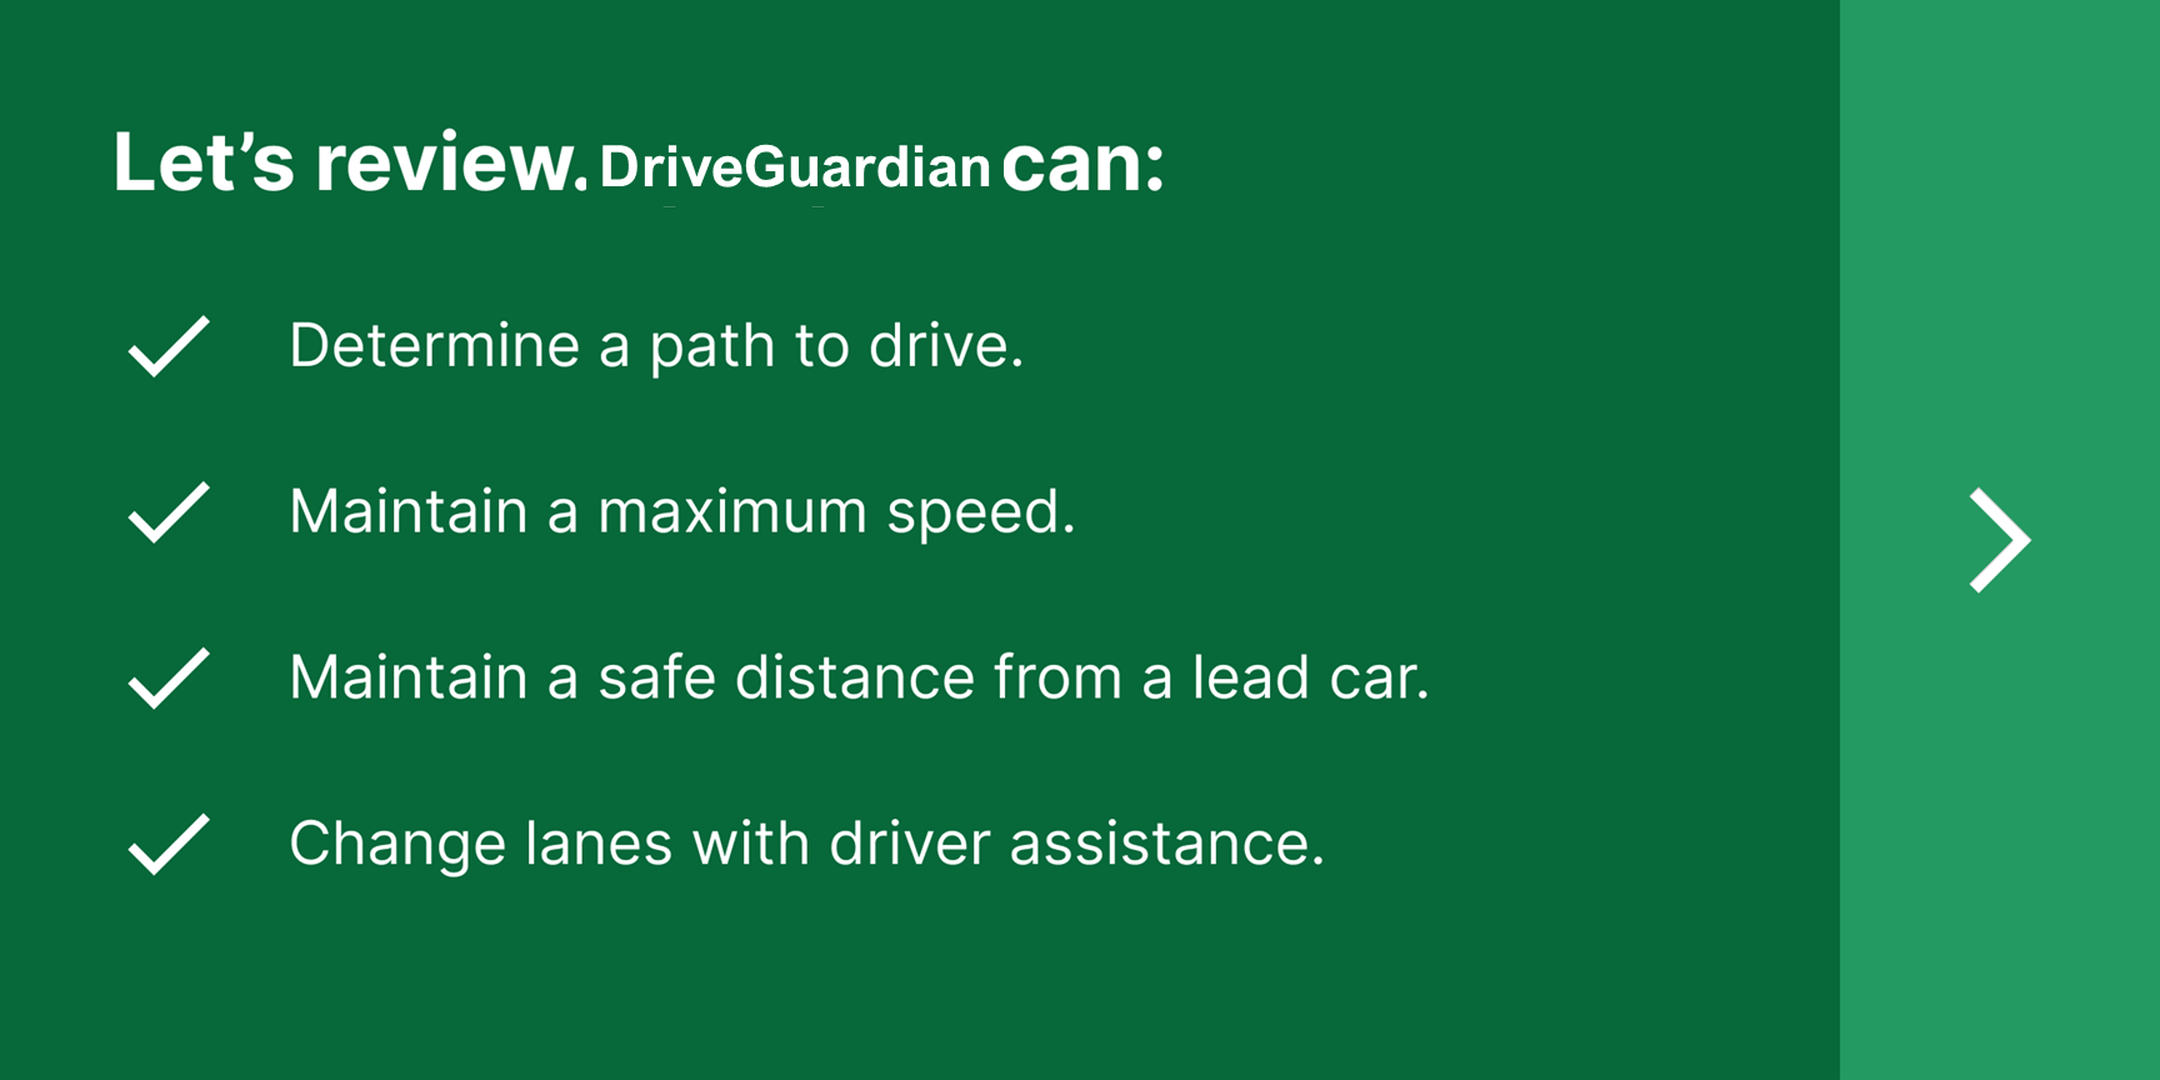 Let’s review. DriveGuardian can:
Determine a path to drive.
Maintain a maximum speed.
Maintain a safe distance from a lead car.
Change lanes with driver assistance.